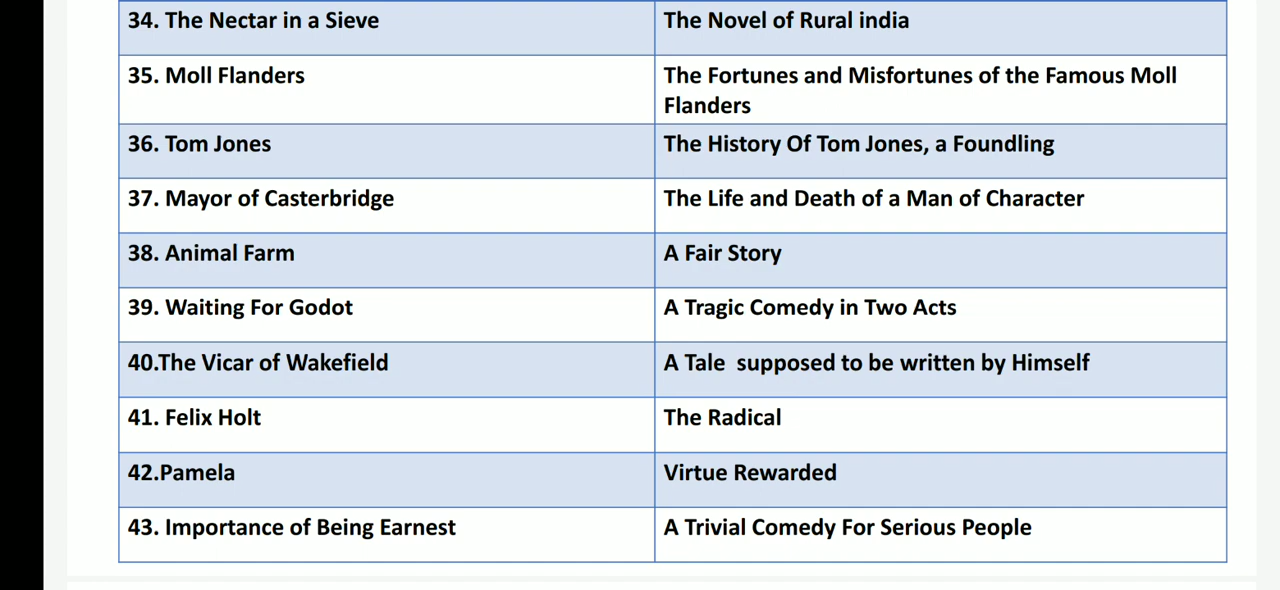 34. The Nectar in a Sieve
The Novel of Rural india
35. Moll Flanders
The Fortunes and Misfortunes of the Famous Moll
Flanders
36. Tom Jones
The History Of Tom Jones, a Foundling
37. Mayor of Casterbridge
The Life and Death of a Man of Character
38. Animal Farm
A Fair Story
39. Waiting For Godot
A Tragic Comedy in Two Acts
40.The Vicar of Wakefield
A Tale  supposed to be written by Himself
41. Felix Holt
The Radical
42.Pamela
Virtue Rewarded
43. Importance of Being Earnest
A Trivial Comedy For Serious People